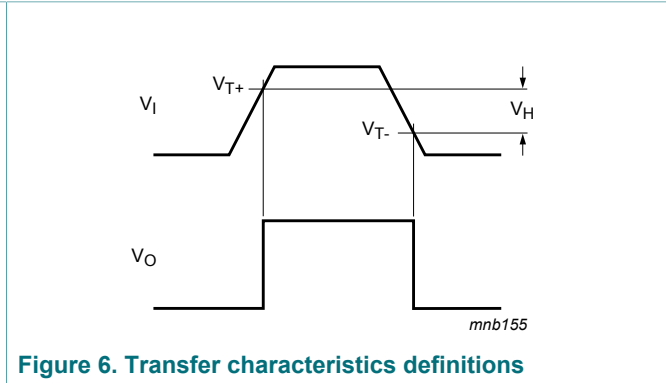 VT+
VI
VH
VT-
VO
mnb155
Figure 6. Transfer characteristics definitions